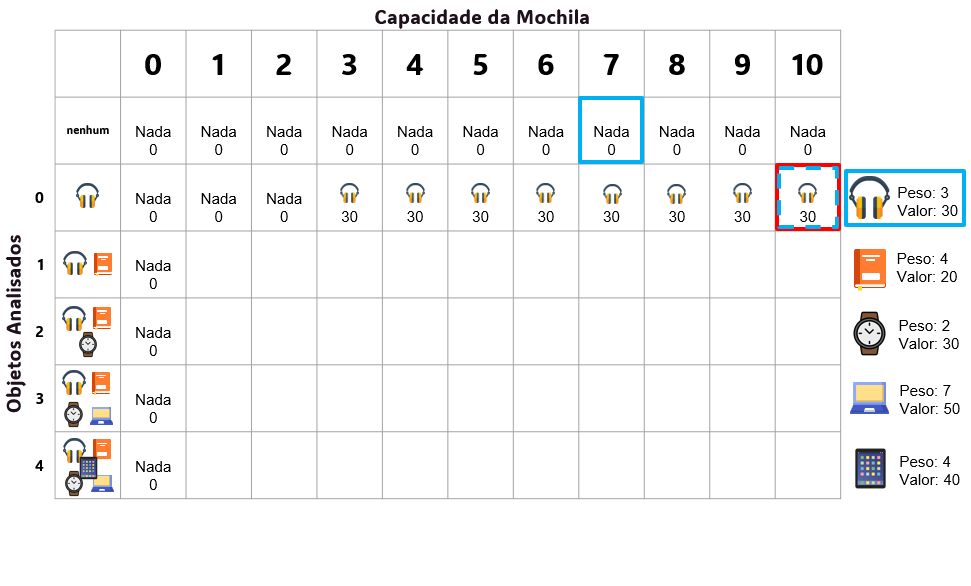 Capacidade da Mochila
0 1 2 3 4 5 6 7 8 9 10
nenhum Nada Nada Nada Nada Nada Nada Nada Nada Nada Nada Nada
0 0 0 0 0 0 0 0 0 0 0
0 Nada Nada Nada
0 0 0 30 30 30 30 30 30 30 30
Peso: 3
Valor: 30
Objetos Analisados
1 Nada
0
Peso: 4
Valor: 20
2 Nada
0
Peso: 2
Valor: 30
3 Nada
0
Peso: 7
Valor: 50
4 Nada
0
Peso: 4
Valor: 40